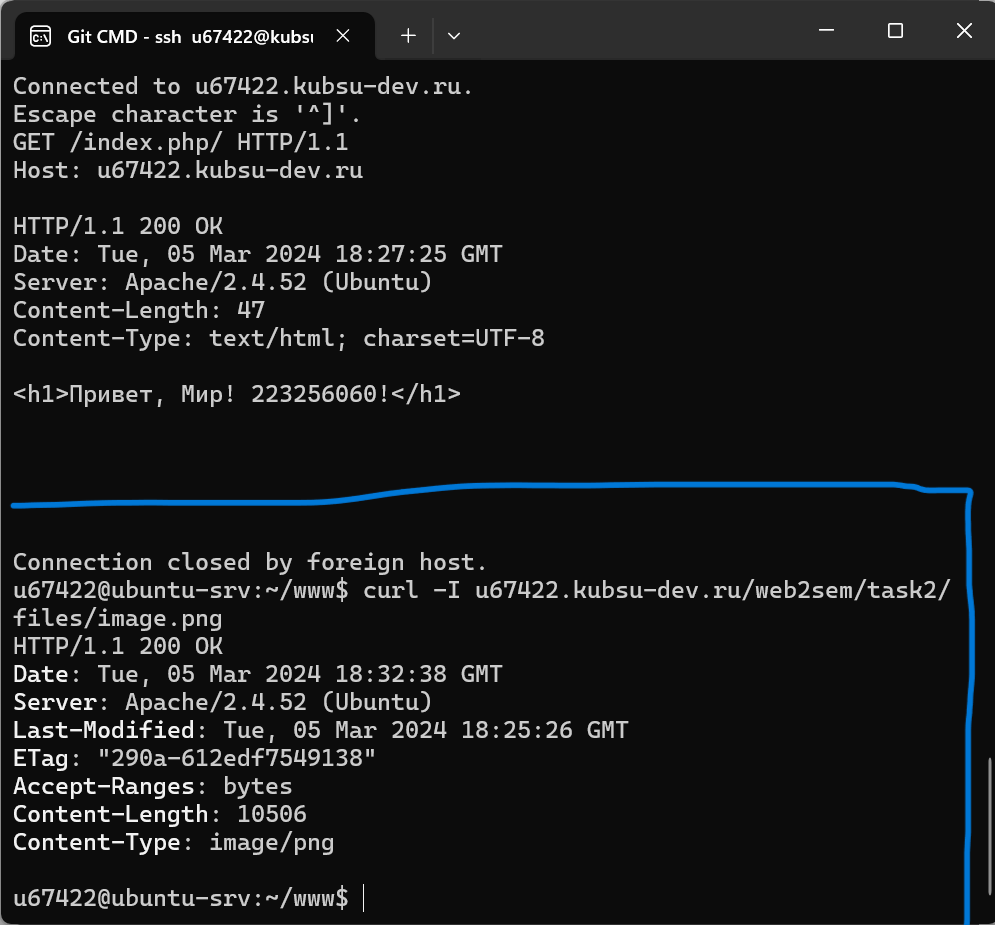 Git CMD - ssh u67422@kubsu
Connected to u67422.kubsu-dev.ru.
Escape character is '^]'.
GET /index.php/ HTTP/1.1
Host: u67422.kubsu-dev.ru
HTTP/1.1 200 OK
Date: Tue, 05 Mar 2024 18:27:25 GMT
Server: Apache/2.4.52 (Ubuntu)
Content-Length: 47
Content-Type: text/html; charset=UTF-8
<h1>Привет, Мир! 223256060!</h1>
Connection closed by foreign host.
u67422@ubuntu-srv:~/www$ curl -I u67422.kubsu-dev.ru/web2sem/task2/
files/image.png
HTTP/1.1 200 OK
Date: Tue, 05 Mar 2024 18:32:38 GMT
Server: Apache/2.4.52 (Ubuntu)
Last-Modified: Tue, 05 Mar 2024 18:25:26 GMT
ETag: "290a-612edf7549138"
Accept-Ranges: bytes
Content-Length: 10506
Content-Type: image/png
u67422@ubuntu-srv:~/www$